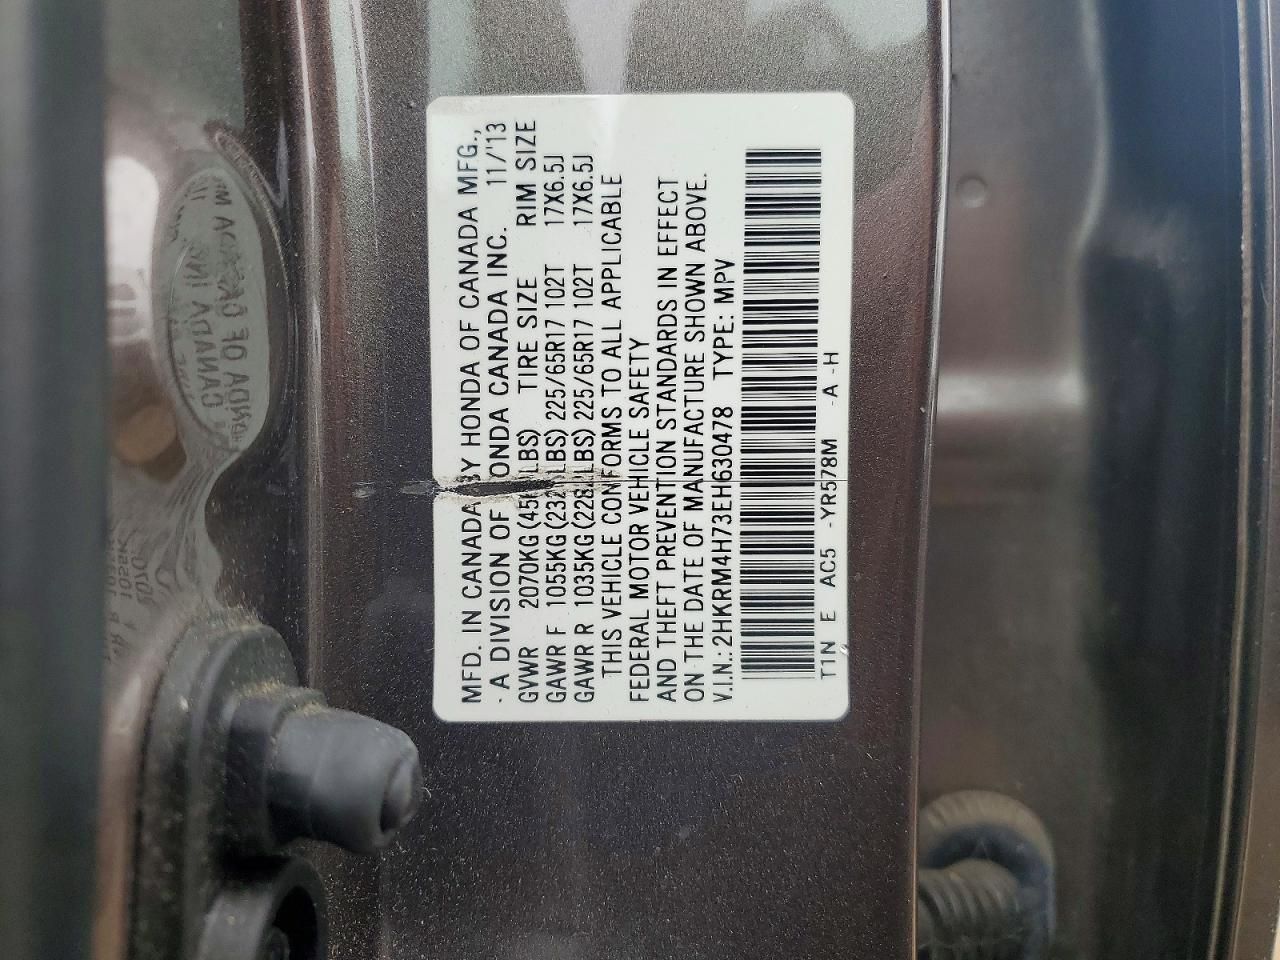 MFD. IN CANADA BY HONDA OF CANADA MFG.,
- A DIVISION OF HONDA CANADA INC. 11/'13
GVWR 2070KG( LBS) TIRE SIZE RIM SIZE
GAWR F 1055KG( LBS) 225/65R17 102T 17X6.5J
GAWR R 1035KG( LBS) 225/65R17 102T 17X6.5J
THIS VEHICLE CONFORMS TO ALL APPLICABLE
FEDERAL MOTOR VEHICLE SAFETY
AND THEFT PREVENTION STANDARDS IN EFFECT
ON THE DATE OF MANUFACTURE SHOWN ABOVE.
V.I.N.: 2HKRM4H73EH630478 TYPE: MPV
T1N E AC5 -YR578M -A -H